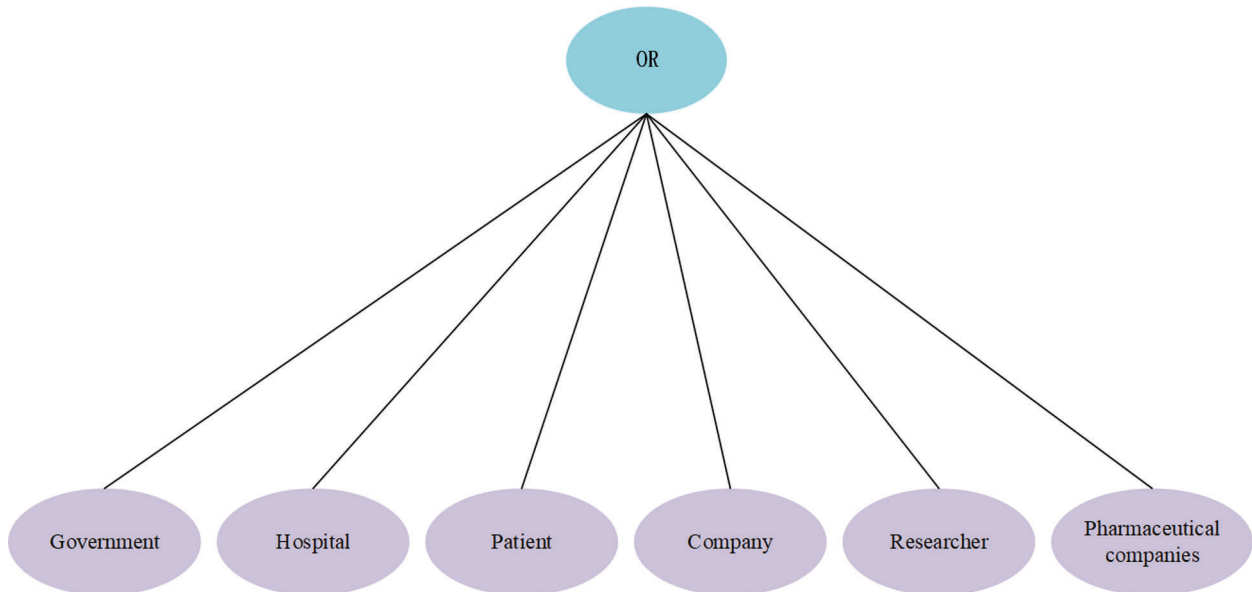 OR
Government
Hospital
Patient
Company
Researcher
Pharmaceutical
companies